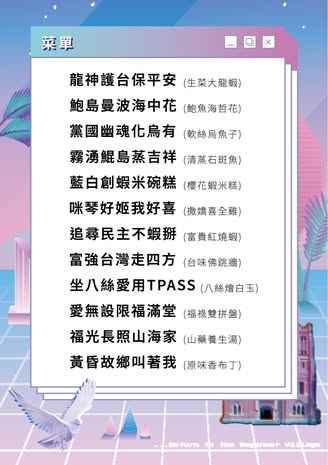 菜單
龍神護台保平安 (生菜大龍蝦)
鮑島曼波海中花 (鮑魚海哲花)
黨國幽魂化烏有 (軟絲烏魚子)
霧湧鯤島蒸吉祥 (清蒸石斑魚)
藍白創蝦米碗糕 (櫻花蝦米糕)
咪琴好姬我好喜 (撒嬌喜全雞)
追尋民主不蝦掰 (富貴紅燒蝦)
富強台灣走四方 (台味佛跳牆)
坐八絲愛用TPASS (八絲燴白玉)
愛無設限福滿堂 (福祿雙拼盤)
福光長照山海家 (山藥養生湯)
黃昏故鄉叫著我 (原味香布丁)
...Return to the Beginner Village